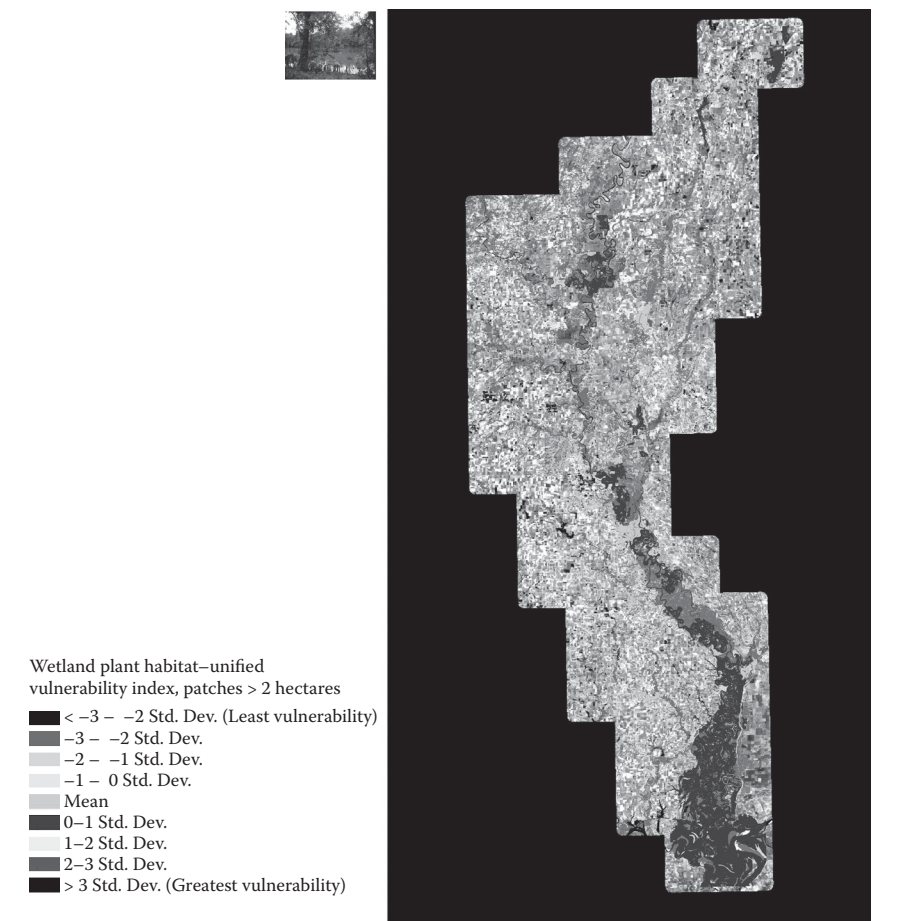 Wetland plant habitat–unified
vulnerability index, patches > 2 hectares
< –3 – –2 Std. Dev. (Least vulnerability)
–3 – –2 Std. Dev.
–2 – –1 Std. Dev.
–1 – 0 Std. Dev.
Mean
0–1 Std. Dev.
1–2 Std. Dev.
2–3 Std. Dev.
> 3 Std. Dev. (Greatest vulnerability)